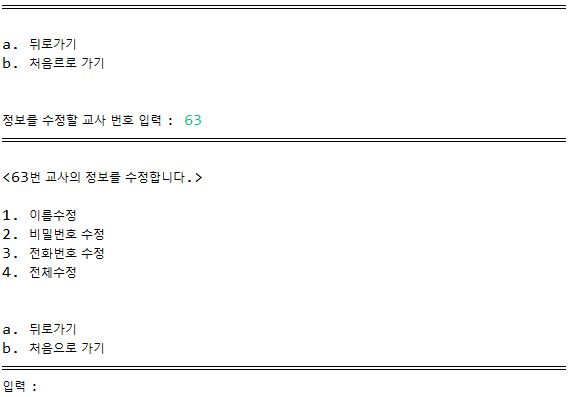 a. 뒤로가기
b. 처음르로 가기
정보를 수정할 교사 번호 입력 : 63
<63번 교사의 정보를 수정합니다.>
1. 이름수정
2. 비밀번호 수정
3. 전화번호 수정
4. 전체수정
a. 뒤로가기
b. 처음으로 가기
입력 :